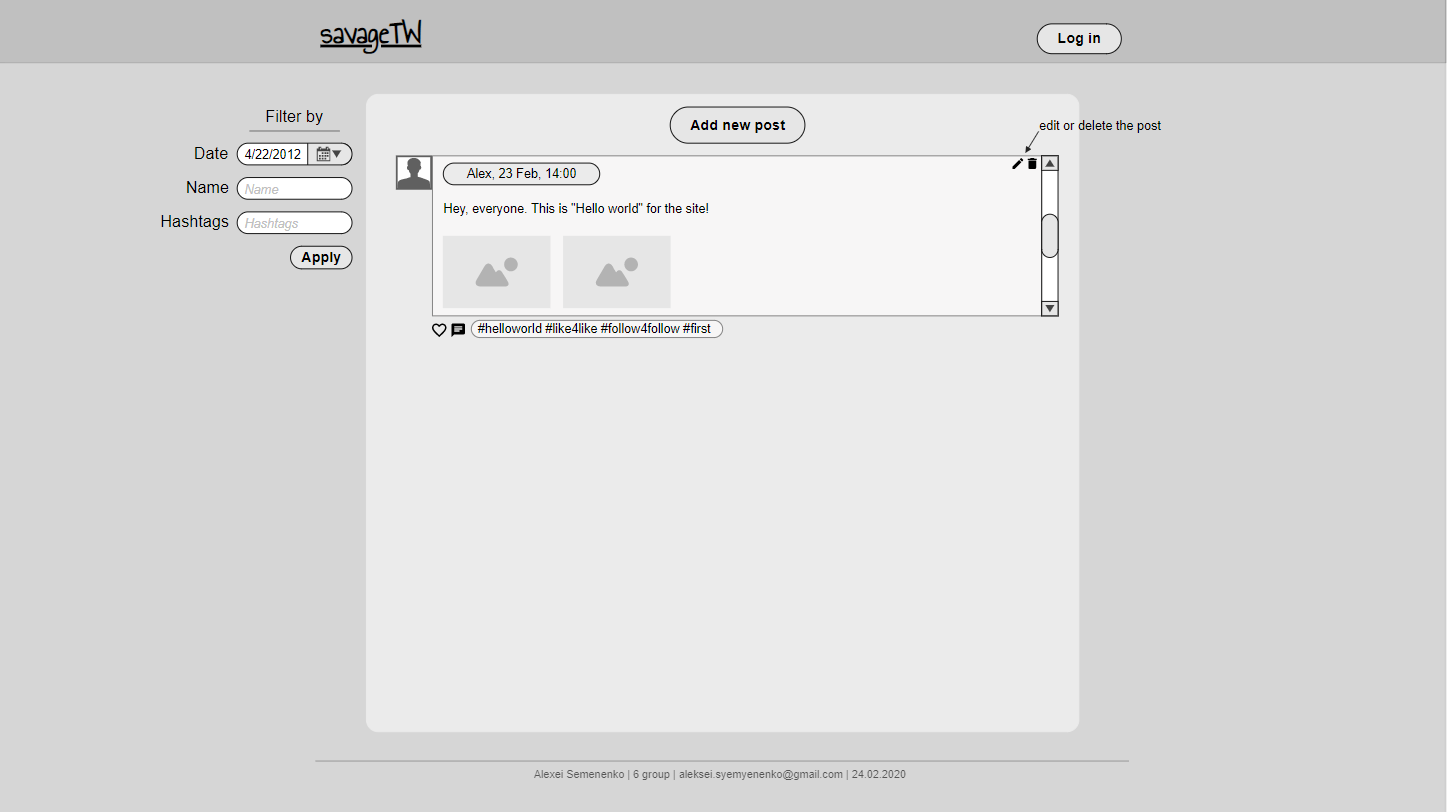 savageTW
Log in
Filter by
Date 4/22/2012
Name Name
Hashtags Hashtags
Apply
Add new post
edit or delete the post
Alex, 23 Feb, 14:00
Hey, everyone. This is "Hello world" for the site!
#helloworld #like4like #follow4follow #first
Alexei Semenenko | 6 group | aleksei.syemyenenko@gmail.com | 24.02.2020